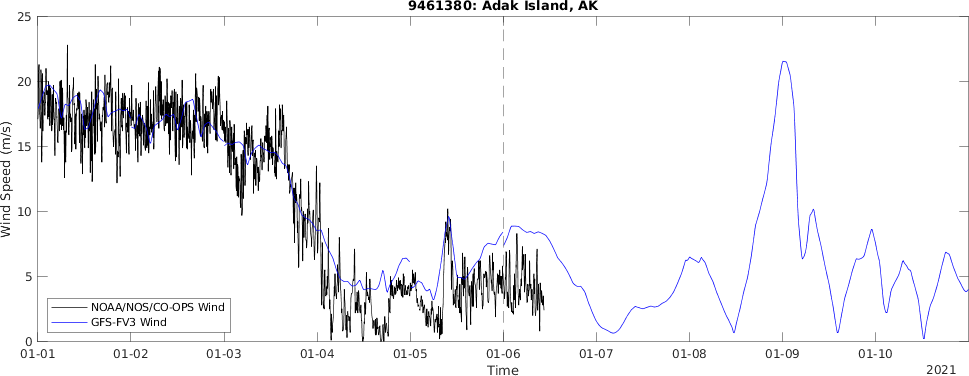 9461380: Adak Island, AK
25
20
15
10
5
0
Wind Speed (m/s)
NOAA/NOS/CO-OPS Wind
GFS-FV3 Wind
01-01 01-02 01-03 01-04 01-05 01-06 01-07 01-08 01-09 01-10
Time
2021